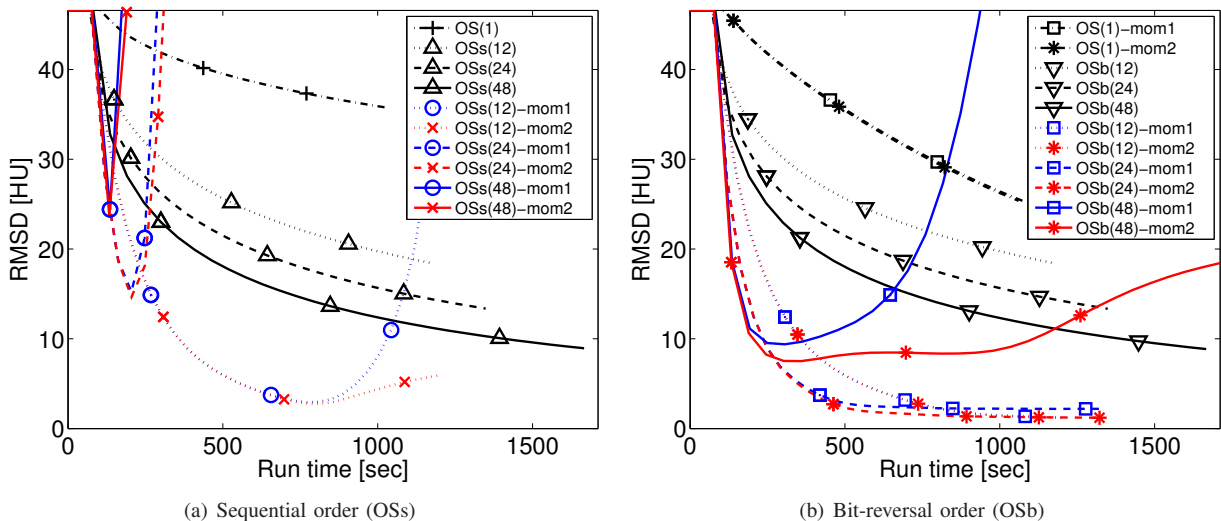 RMSD [HU]
40
30
20
10
0
0
500
1000
1500
Run time [sec]
OS(1)
OSs(12)
OSs(24)
OSs(48)
OSs(12)−mom1
OSs(12)−mom2
OSs(24)−mom1
OSs(24)−mom2
OSs(48)−mom1
OSs(48)−mom2
(a) Sequential order (OSs)
RMSD [HU]
40
30
20
10
0
0
500
1000
1500
Run time [sec]
OS(1)−mom1
OS(1)−mom2
OSb(12)
OSb(24)
OSb(48)
OSb(12)−mom1
OSb(12)−mom2
OSb(24)−mom1
OSb(24)−mom2
OSb(48)−mom1
OSb(48)−mom2
(b) Bit-reversal order (OSb)